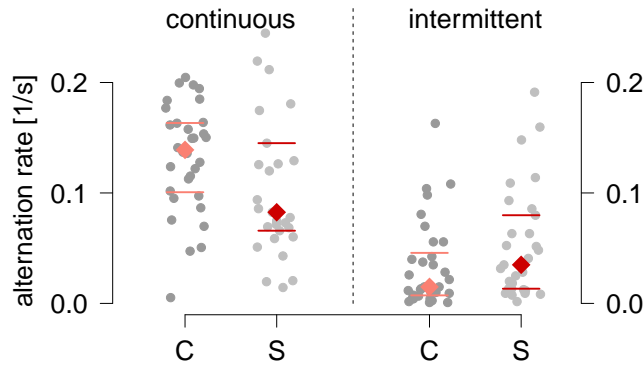 continuous intermittent
alternation rate [1/s]
0.2 0.2
0.1 0.1
0.0 0.0
C S C S